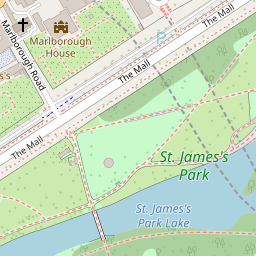 Marlborough
House
Marlborough Road
s's
P
The Mall
The Mall
The Mall
St. James's
Park
St. James's
Park Lake